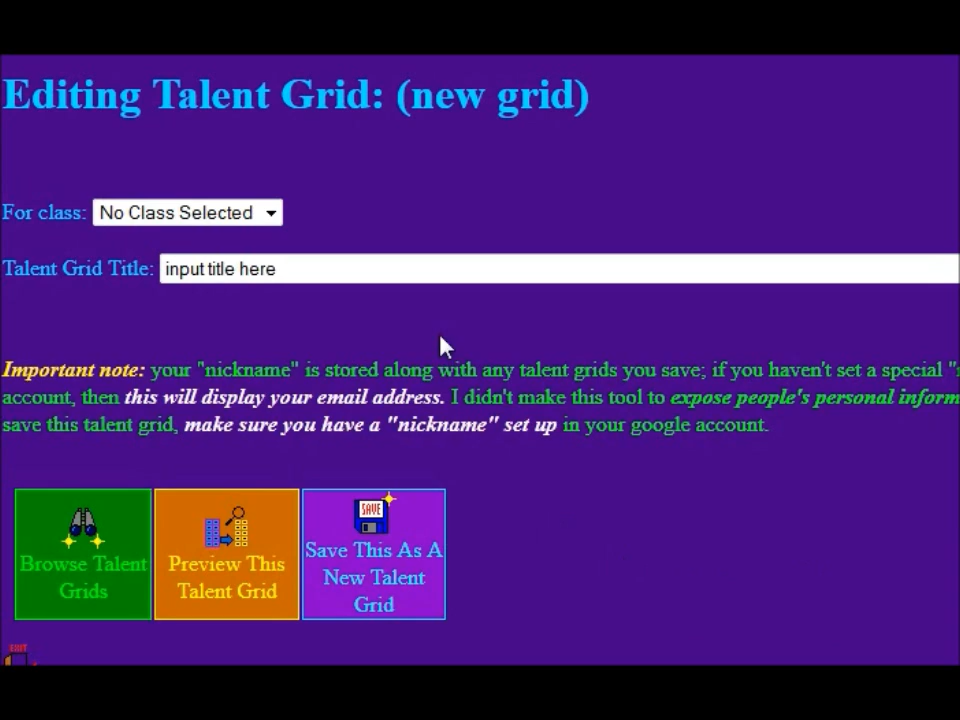 Editing Talent Grid: (new grid)
For class: No Class Selected
Talent Grid Title: input title here
Important note: your "nickname" is stored along with any talent grids you save; if you haven't set a special
account, then this will display your email address. I didn't make this tool to expose people's personal inform
save this talent grid, make sure you have a "nickname" set up in your google account.
SAVE
Browse Talent Grids
Preview This Talent Grid
Save This As A New Talent Grid
EXIT